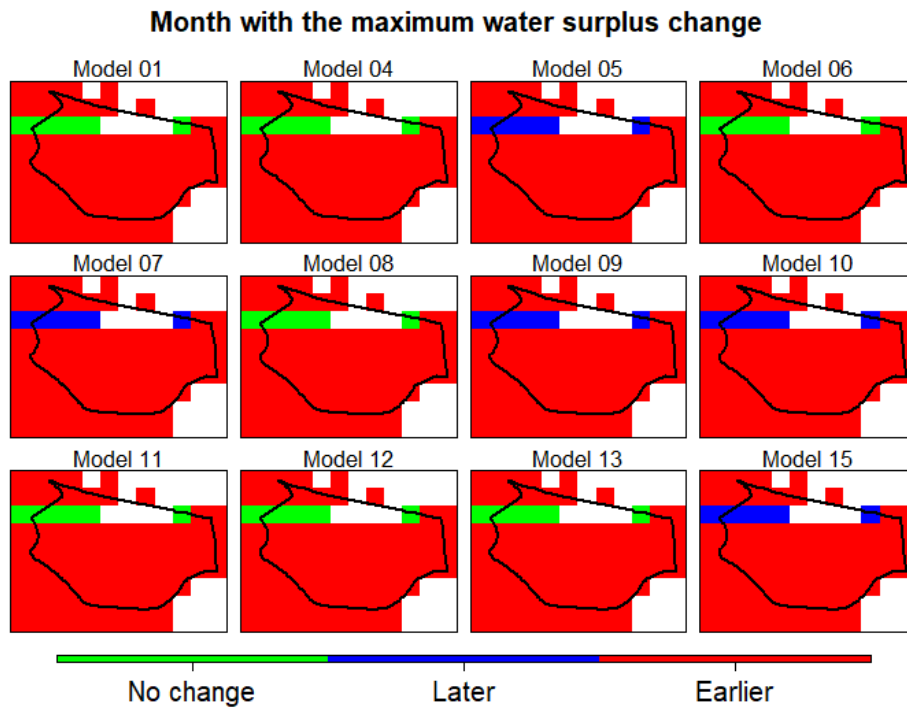 Month with the maximum water surplus change
Model 01 Model 04 Model 05 Model 06
Model 07 Model 08 Model 09 Model 10
Model 11 Model 12 Model 13 Model 15
No change Later Earlier